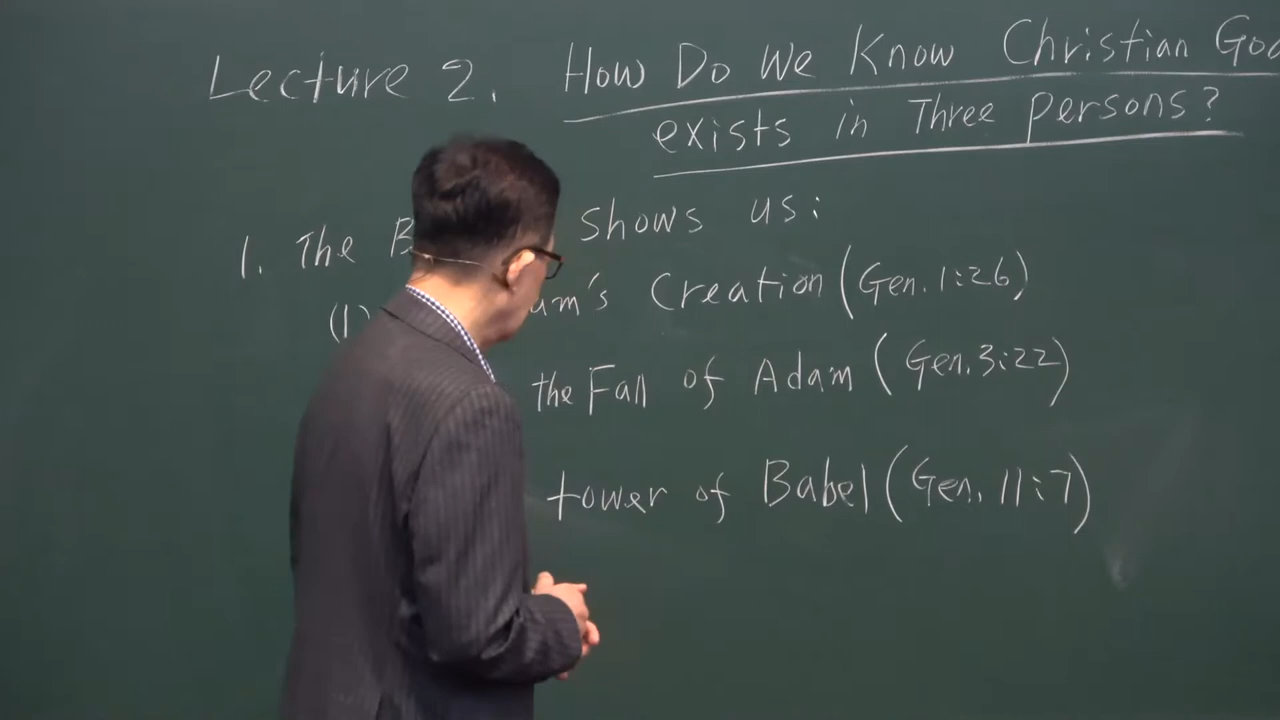 Lecture 2. How Do We Know Christian God
exists in Three Persons?
1. The shows us:
(1) Creation (Gen. 1:26)
the Fall of Adam (Gen. 3:22)
tower of Babel (Gen. 11:7)